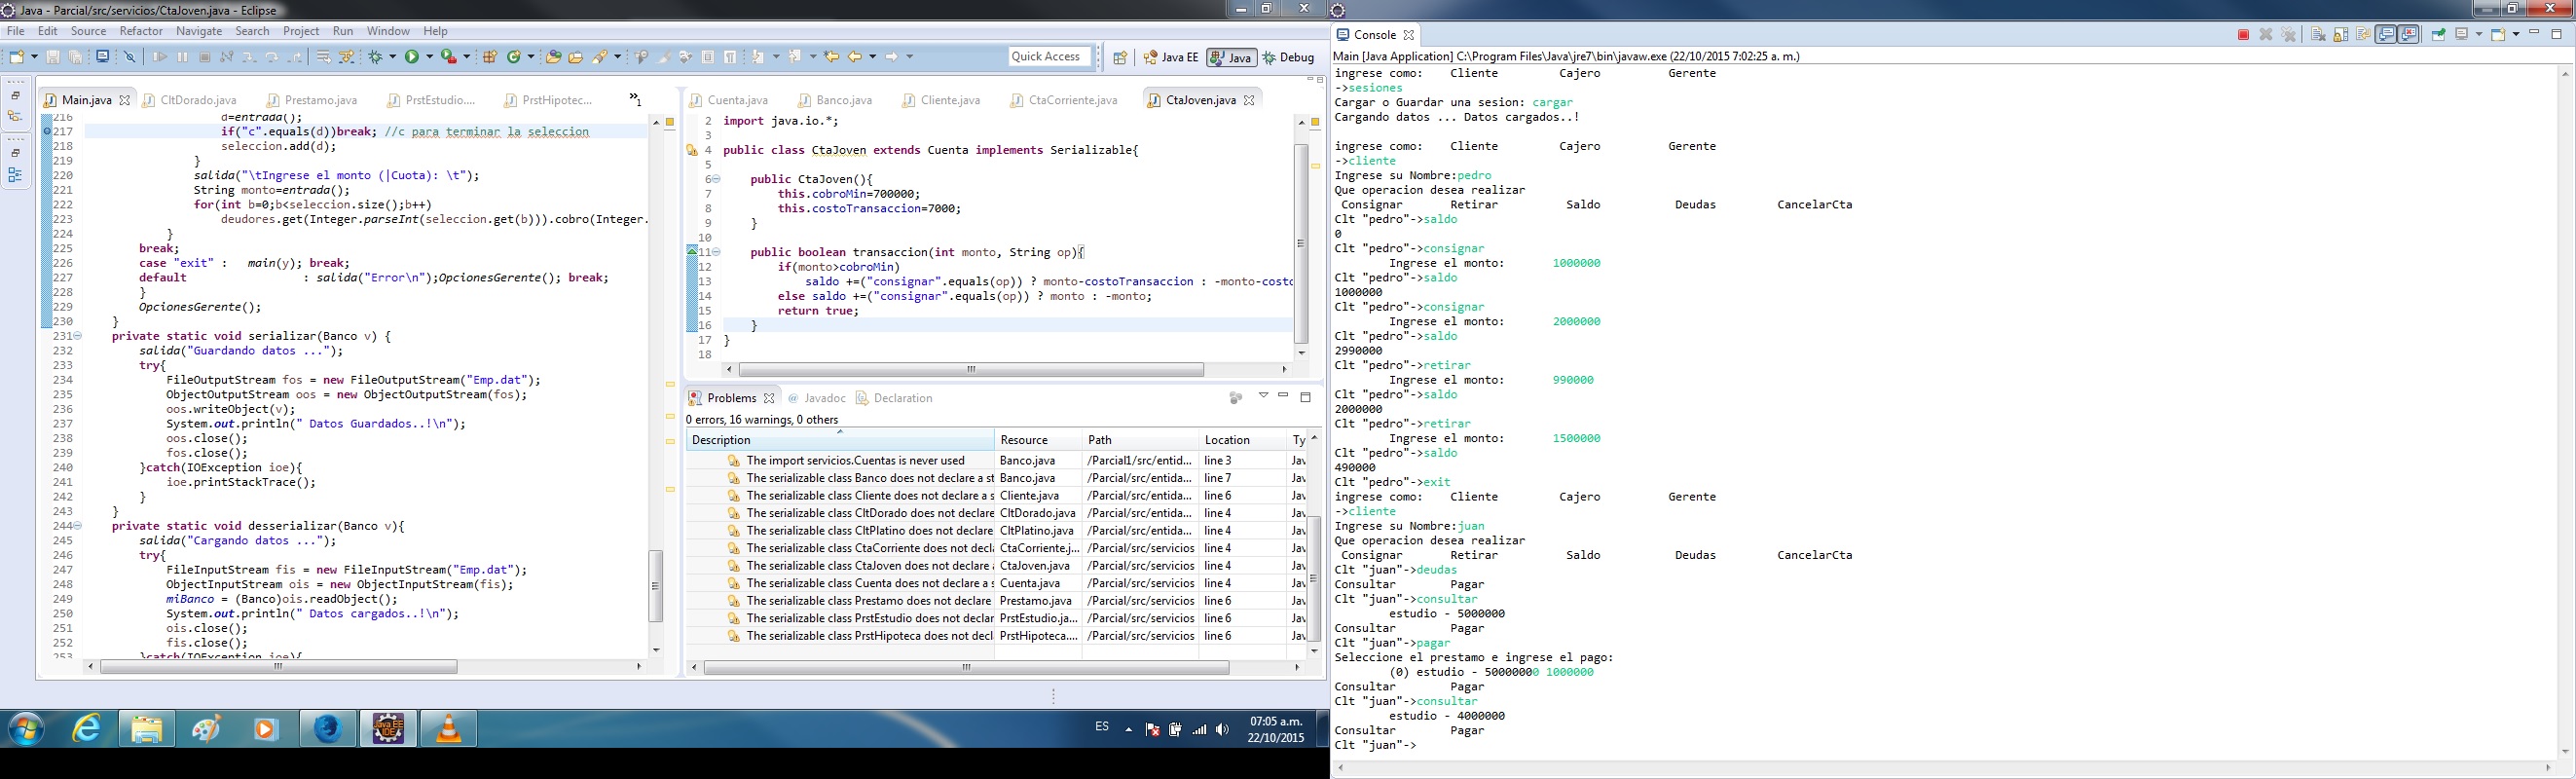 Java - Parcial/src/servicios/CtaJoven.java - Eclipse
File Edit Source Refactor Navigate Search Project Run Window Help
Quick Access Java EE Java Debug
Main.java CltDorado.java Prestamo.java PrstEstudio.... PrstHipotec... »1
216 d=entrada();
217 if("c".equals(d))break; //c para terminar la seleccion
218 seleccion.add(d);
219 }
220 salida("\tIngrese el monto (|Cuota): \t");
221 String monto=entrada();
222 for(int b=0;b<seleccion.size();b++)
223 deudores.get(Integer.parseInt(seleccion.get(b))).cobro(Integer.
224 }
225 break;
226 case "exit" : main(y); break;
227 default : salida("Error\n");OpcionesGerente(); break;
228 }
229 OpcionesGerente();
230 }
231 private static void serializar(Banco v) {
232 salida("Guardando datos ...");
233 try{
234 FileOutputStream fos = new FileOutputStream("Emp.dat");
235 ObjectOutputStream oos = new ObjectOutputStream(fos);
236 oos.writeObject(v);
237 System.out.println(" Datos Guardados..!\n");
238 oos.close();
239 fos.close();
240 }catch(IOException ioe){
241 ioe.printStackTrace();
242 }
243 }
244 private static void desserializar(Banco v){
245 salida("Cargando datos ...");
246 try{
247 FileInputStream fis = new FileInputStream("Emp.dat");
248 ObjectInputStream ois = new ObjectInputStream(fis);
249 miBanco = (Banco)ois.readObject();
250 System.out.println(" Datos cargados..!\n");
251 ois.close();
252 fis.close();
253 }catch(IOException ioe){
Cuenta.java Banco.java Cliente.java CtaCorriente.java CtaJoven.java
2 import java.io.*;
3
4 public class CtaJoven extends Cuenta implements Serializable{
5
6 public CtaJoven(){
7 this.cobroMin=700000;
8 this.costoTransaccion=7000;
9 }
10
11 public boolean transaccion(int monto, String op){
12 if(monto>cobroMin)
13 saldo +=("consignar".equals(op)) ? monto-costoTransaccion : -monto-costo
14 else saldo +=("consignar".equals(op)) ? monto : -monto;
15 return true;
16 }
17 }
18
Problems Javadoc Declaration
0 errors, 16 warnings, 0 others
Description Resource Path Location Ty
The import servicios.Cuentas is never used Banco.java /Parcial1/src/entid... line 3 Jav
The serializable class Banco does not declare a st Banco.java /Parcial/src/entida... line 7 Jav
The serializable class Cliente does not declare a s Cliente.java /Parcial/src/entida... line 6 Jav
The serializable class CltDorado does not declare CltDorado.java /Parcial/src/entida... line 4 Jav
The serializable class CltPlatino does not declare CltPlatino.java /Parcial/src/entida... line 4 Jav
The serializable class CtaCorriente does not decla CtaCorriente.j... /Parcial/src/servicios line 4 Jav
The serializable class CtaJoven does not declare a CtaJoven.java /Parcial/src/servicios line 4 Jav
The serializable class Cuenta does not declare a s Cuenta.java /Parcial/src/servicios line 4 Jav
The serializable class Prestamo does not declare Prestamo.java /Parcial/src/servicios line 6 Jav
The serializable class PrstEstudio does not declar PrstEstudio.ja... /Parcial/src/servicios line 6 Jav
The serializable class PrstHipoteca does not decl PrstHipoteca.... /Parcial/src/servicios line 6 Jav
Java EE IDE
ES
07:05 a.m.
22/10/2015
Console
Main [Java Application] C:\Program Files\Java\jre7\bin\javaw.exe (22/10/2015 7:02:25 a. m.)
ingrese como: Cliente Cajero Gerente
->sesiones
Cargar o Guardar una sesion: cargar
Cargando datos ... Datos cargados..!
ingrese como: Cliente Cajero Gerente
->cliente
Ingrese su Nombre:pedro
Que operacion desea realizar
Consignar Retirar Saldo Deudas CancelarCta
Clt "pedro"->saldo
0
Clt "pedro"->consignar
Ingrese el monto: 1000000
Clt "pedro"->saldo
1000000
Clt "pedro"->consignar
Ingrese el monto: 2000000
Clt "pedro"->saldo
2990000
Clt "pedro"->retirar
Ingrese el monto: 990000
Clt "pedro"->saldo
2000000
Clt "pedro"->retirar
Ingrese el monto: 1500000
Clt "pedro"->saldo
490000
Clt "pedro"->exit
ingrese como: Cliente Cajero Gerente
->cliente
Ingrese su Nombre:juan
Que operacion desea realizar
Consignar Retirar Saldo Deudas CancelarCta
Clt "juan"->deudas
Consultar Pagar
Clt "juan"->consultar
estudio - 5000000
Consultar Pagar
Clt "juan"->pagar
Seleccione el prestamo e ingrese el pago:
(0) estudio - 50000000 1000000
Consultar Pagar
Clt "juan"->consultar
estudio - 4000000
Consultar Pagar
Clt "juan"->